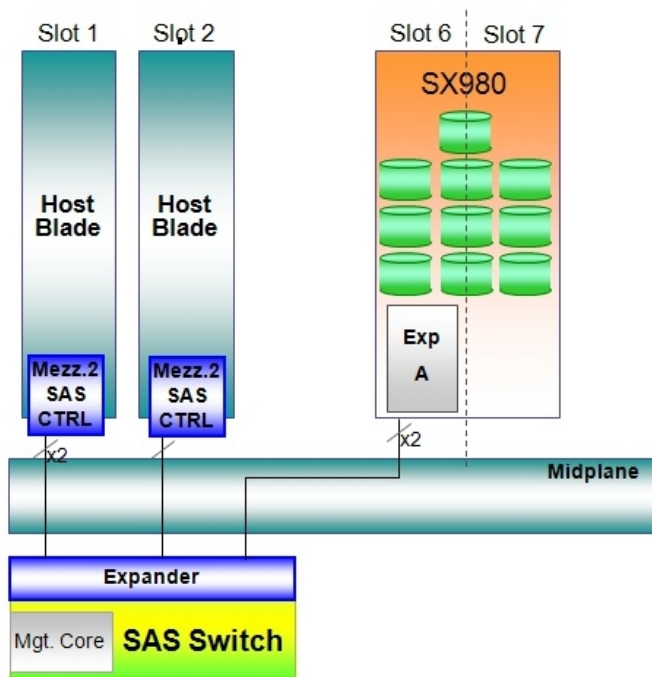 Slot 1
Slot 2
Slot 6
Slot 7
SX980
Host
Blade
Host
Blade
Exp
A
Mezz.2
SAS
CTRL
Mezz.2
SAS
CTRL
x2
x2
Midplane
Expander
Mgt. Core
SAS Switch